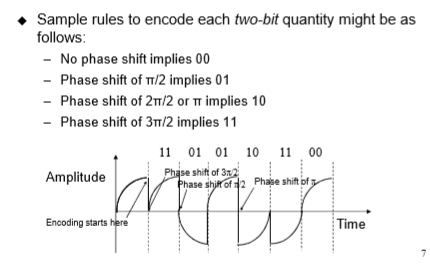 ◆ Sample rules to encode each two-bit quantity might be as
follows:
– No phase shift implies 00
– Phase shift of π/2 implies 01
– Phase shift of 2π/2 or π implies 10
– Phase shift of 3π/2 implies 11
11 01 01 10 11 00
Amplitude
Phase shift of 3π/2
Phase shift of π/2
Phase shift of π
Encoding starts here
Time
7